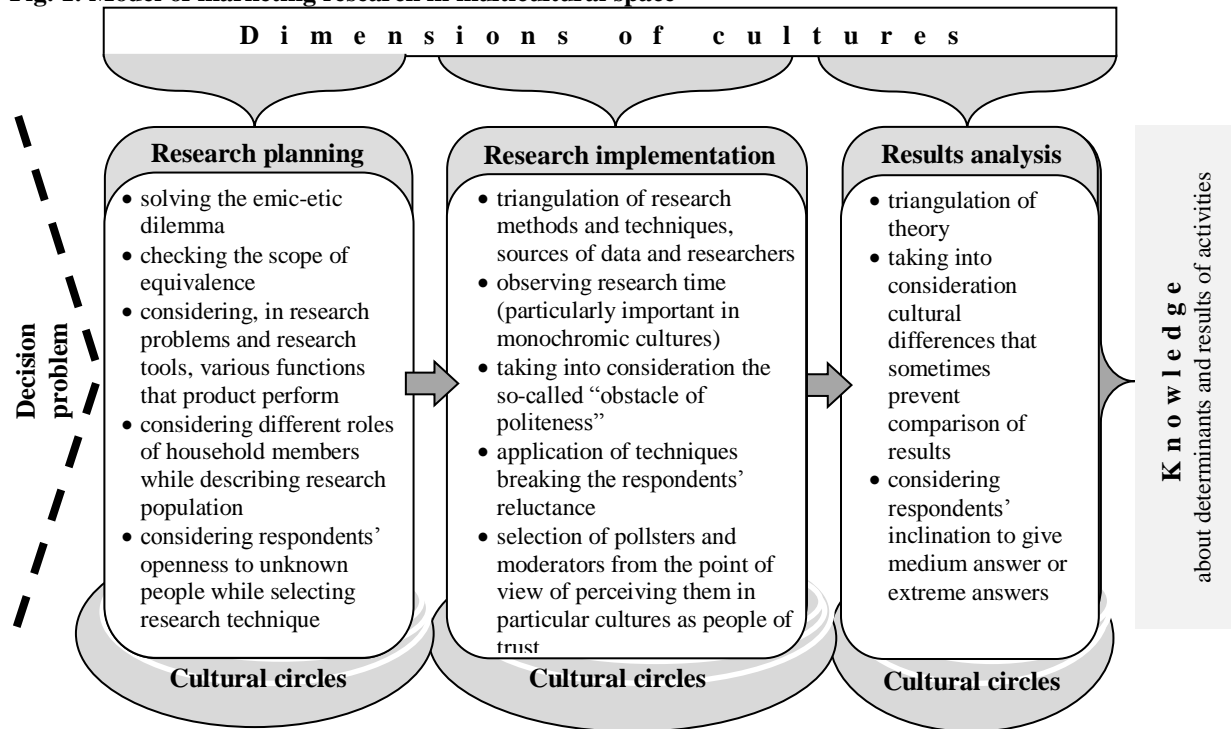 Fig. 1. Model of marketing research in multicultural space
Dimensions of cultures
Decision
problem
Research planning
• solving the emic-etic
dilemma
• checking the scope of
equivalence
• considering, in research
problems and research
tools, various functions
that product perform
• considering different roles
of household members
while describing research
population
• considering respondents’
openness to unknown
people while selecting
research technique
Cultural circles
Research implementation
• triangulation of research
methods and techniques,
sources of data and researchers
• observing research time
(particularly important in
monochromic cultures)
• taking into consideration the
so-called “obstacle of
politeness”
• application of techniques
breaking the respondents’
reluctance
• selection of pollsters and
moderators from the point of
view of perceiving them in
particular cultures as people of
trust
Cultural circles
Results analysis
• triangulation of
theory
• taking into
consideration
cultural
differences that
sometimes
prevent
comparison of
results
• considering
respondents’
inclination to give
medium answer or
extreme answers
Cultural circles
Knowledge
about determinants and results of activities